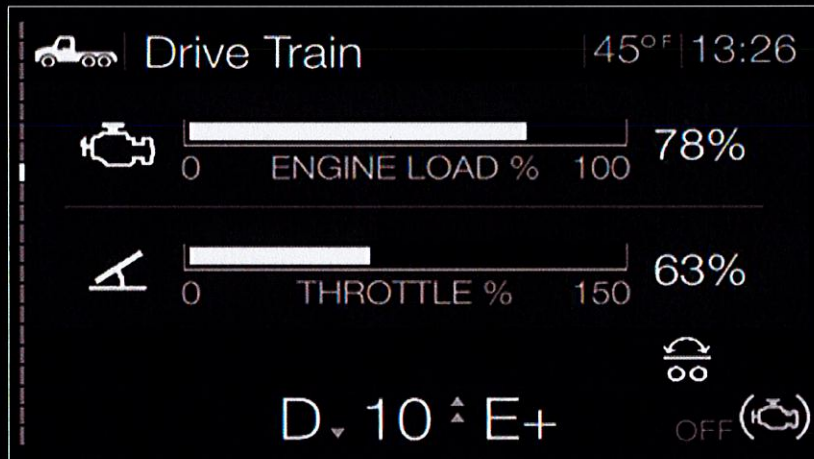 Drive Train 45°F 13:26
78%
0 ENGINE LOAD % 100
63%
0 THROTTLE % 150
D 10 E+
OFF